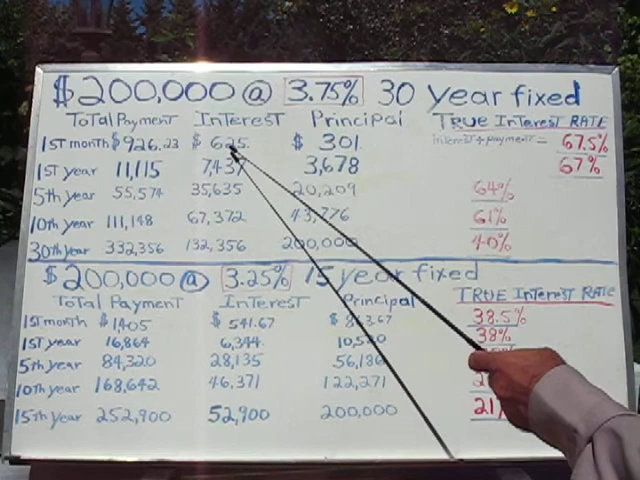 $200,000 @ 3.75% 30 year fixed
Total Payment Interest Principal TRUE Interest RATE
1st month $926.23 $ 625. $ 301 interest ÷ payment = 67.5%
1st year 11,115 7,437 3,678 67%
5th year 55,574 35,635 20,209 64%
10th year 111,148 67,372 43,776 61%
30th year 332,356 132,356 200,000 40%
$200,000 @ 3.25% 15 year fixed
Total Payment Interest Principal TRUE Interest RATE
1st month $1405 $541.67 $ 863.67 38.5%
1st year 16,864 6,344 10,520 38%
5th year 84,320 28,135 56,186
10th year 168,642 46,371 122,271
15th year 252,900 52,900 200,000 21%